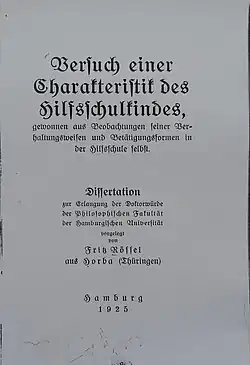 Versuch einer
Charakteristik des
Hilfsschulkindes,
gewonnen aus Beobachtungen seiner Ver-
haltungsweisen und Betätigungsformen in
der Hilfsschule selbst.
Dissertation
zur Erlangung der Doktorwürde
der Philosophischen Fakultät
der Hamburgischen Universität
vorgelegt
von
Fritz Rössel
aus Horba (Thüringen)
Hamburg
1925